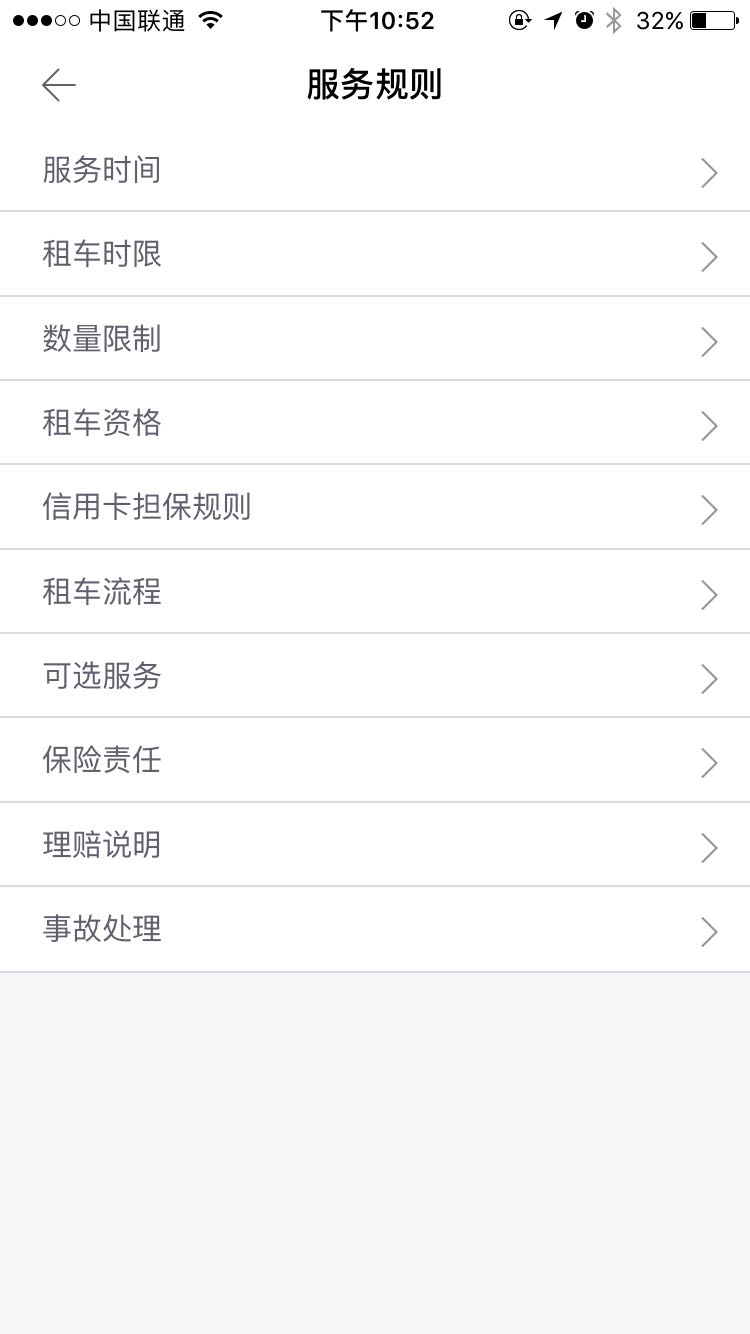 中国联通 下午10:52 32%
服务规则
服务时间
租车时限
数量限制
租车资格
信用卡担保规则
租车流程
可选服务
保险责任
理赔说明
事故处理